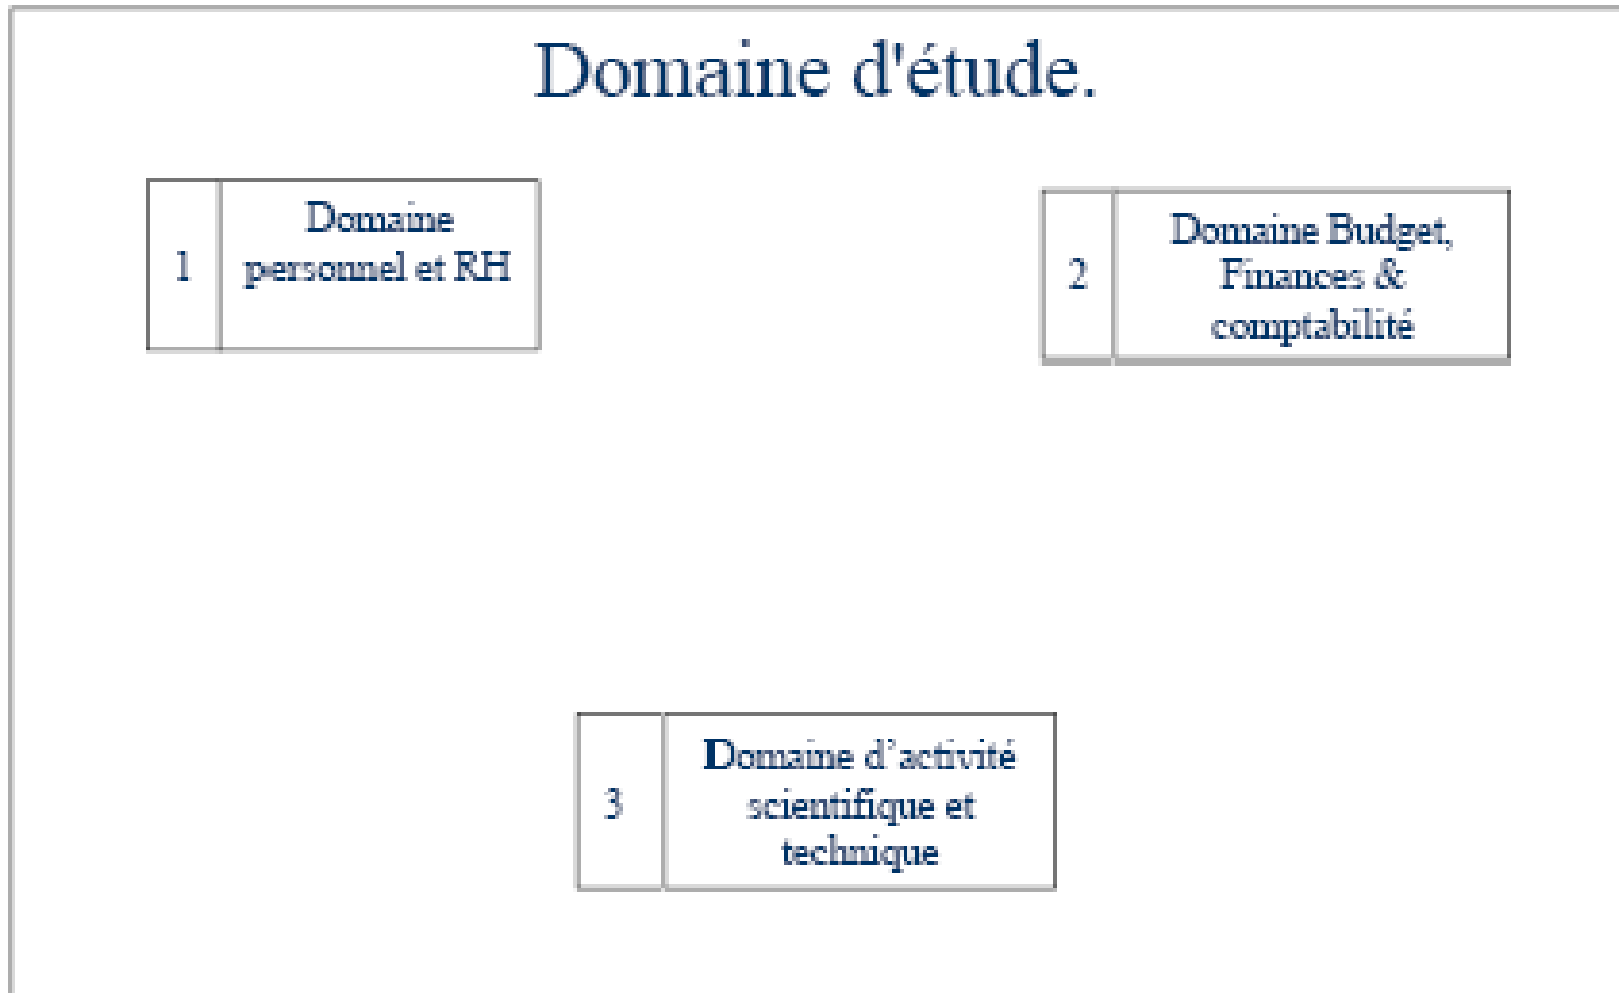 Domaine d'étude.
1
Domaine
personnel et RH
2
Domaine Budget,
Finances &
comptabilité
3
Domaine d’activité
scientifique et
technique